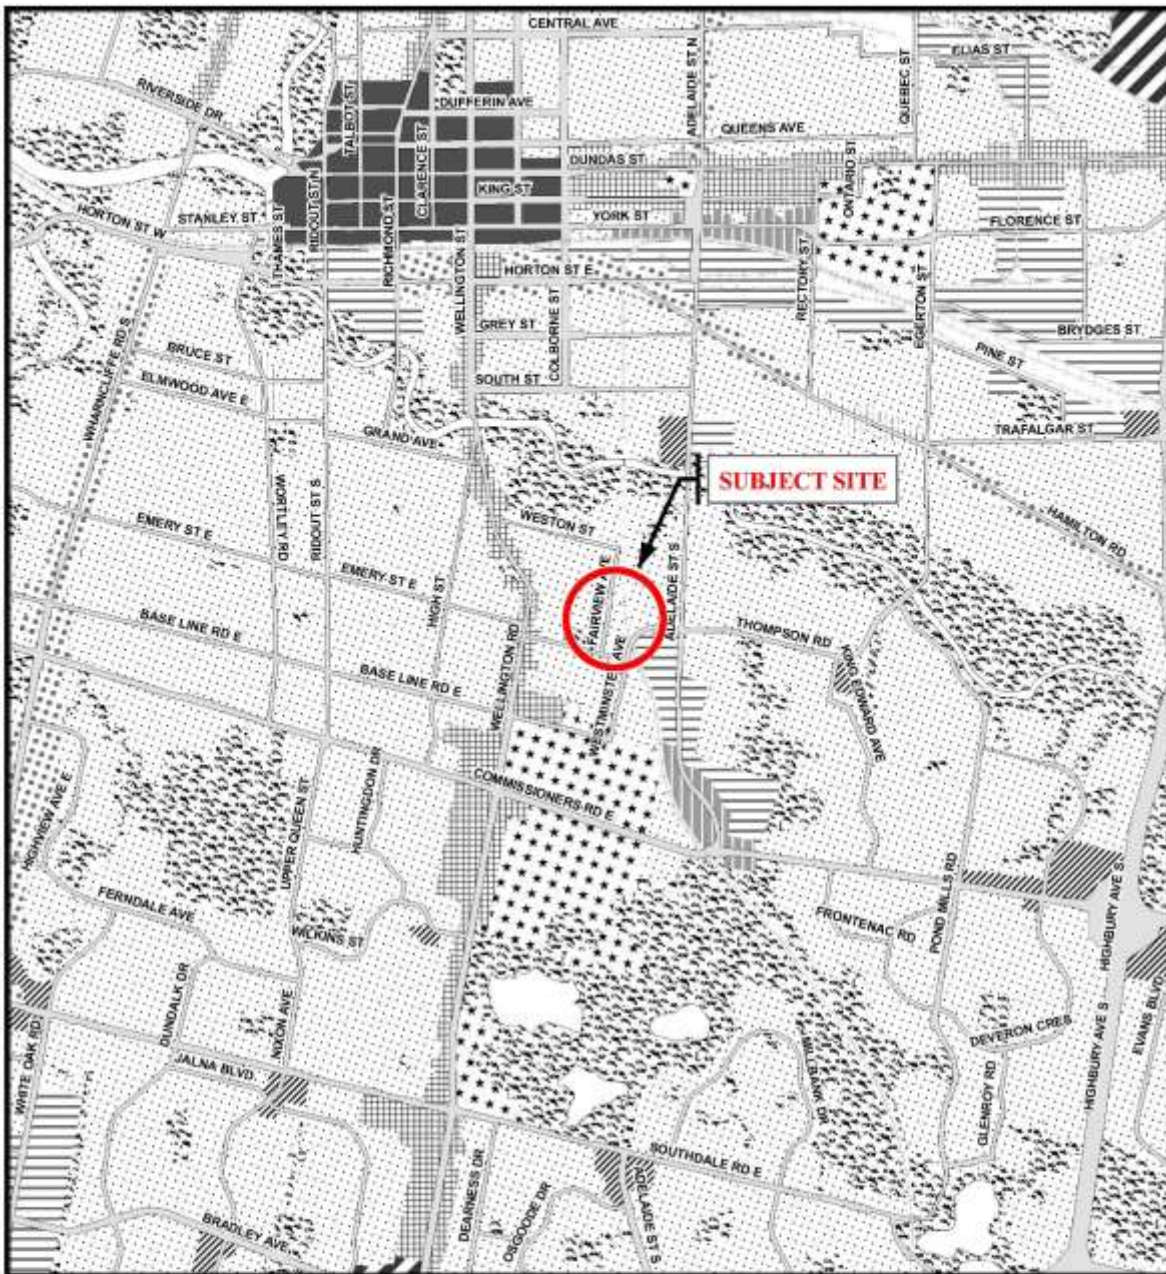 CENTRAL AVE
ELIAS ST
RIVERSIDE DR
TALBOT ST
DUFFERIN AVE
CLARENCE ST
ADELAIDE ST N
QUEENS AVE
QUEBEC ST
DUNDAS ST
KING ST
ONTARIO ST
HORTON ST W
STANLEY ST
THAMES ST
RIDOUT ST N
RICHMOND ST
WELLINGTON ST
YORK ST
FLORENCE ST
HORTON ST E
RECTORY ST
EGERTON ST
GREY ST
COLBORNE ST
BRYDGES ST
PINE ST
BRUCE ST
ELMWOOD AVE E
SOUTH ST
WHARNCLIFFE RD S
GRAND AVE
TRAFALGAR ST
SUBJECT SITE
WORTLEY RD
RIDOUT ST S
EMERY ST E
WESTON ST
HAMILTON RD
EMERY ST E
HIGH ST
FAIRVIEW AVE
ADELAIDE ST S
BASE LINE RD E
THOMPSON RD
BASE LINE RD E
WELLINGTON RD
WESTMINSTER AVE
KING EDWARD AVE
COMMISSIONERS RD E
HIGHVIEW AVE E
UPPER QUEEN ST
HUNTINGDON DR
FERNDALE AVE
WILKINS ST
FRONTENAC RD
POND MILLS RD
HIGHBURY AVE S
DUNDALK DR
NIXON AVE
WHITE OAK RD
JALNA BLVD
MILLBANK DR
DEVERON CRES
EVANS BLVD
GLENROY RD
HIGHBURY AVE S
SOUTHDALE RD E
DEARNESS DR
OSGOODE DR
ADELAIDE ST S
BRADLEY AVE